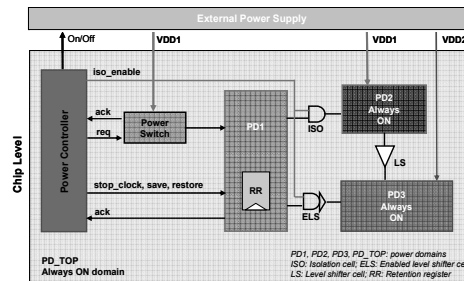 External Power Supply
On/Off
VDD1
VDD1
VDD2
iso_enable
PD2
Always
ON
ack
Power
Switch
PD1
ISO
req
Chip Level
Power Controller
LS
stop_clock, save, restore
RR
PD3
Always
ON
ack
ELS
PD_TOP
Always ON domain
PD1, PD2, PD3, PD_TOP: power domains
ISO: Isolation cell; ELS: Enabled level shifter cell
LS: Level shifter cell; RR: Retention register